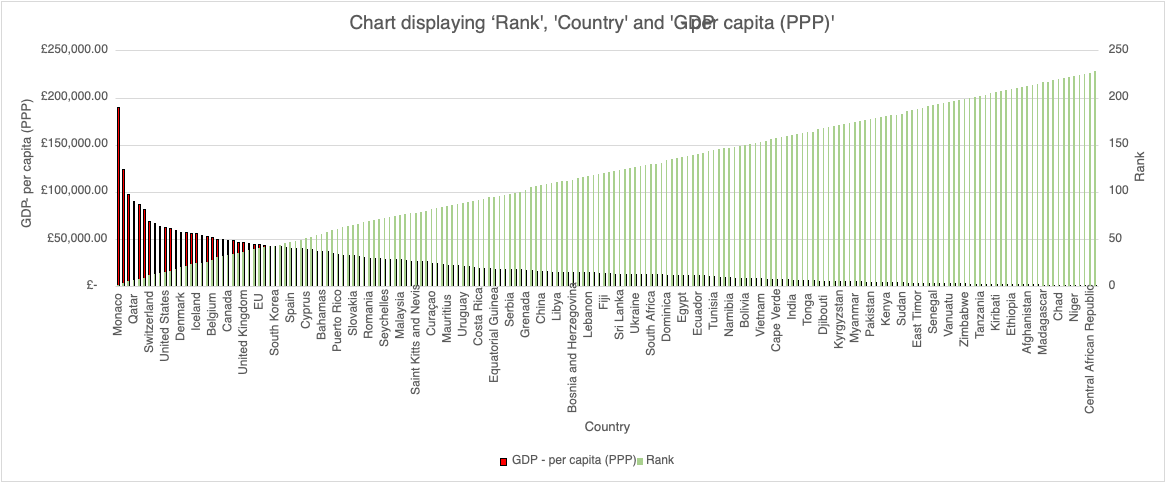 Chart displaying ‘Rank', 'Country' and 'GDP per capita (PPP)'
£250,000.00
£200,000.00
£150,000.00
£100,000.00
£50,000.00
£-
GDP- per capita (PPP)
250
200
150
100
50
0
Rank
Monaco
Qatar
Switzerland
United States
Denmark
Iceland
Belgium
Canada
United Kingdom
EU
South Korea
Spain
Cyprus
Bahamas
Puerto Rico
Slovakia
Romania
Seychelles
Malaysia
Saint Kitts and Nevis
Curaçao
Mauritius
Uruguay
Costa Rica
Equatorial Guinea
Serbia
Grenada
China
Libya
Bosnia and Herzegovina
Lebanon
Fiji
Sri Lanka
Ukraine
South Africa
Dominica
Egypt
Ecuador
Tunisia
Namibia
Bolivia
Vietnam
Cape Verde
India
Tonga
Djibouti
Kyrgyzstan
Myanmar
Pakistan
Kenya
Sudan
East Timor
Senegal
Vanuatu
Zimbabwe
Tanzania
Kiribati
Ethiopia
Afghanistan
Madagascar
Chad
Niger
Central African Republic
Country
GDP - per capita (PPP)
Rank